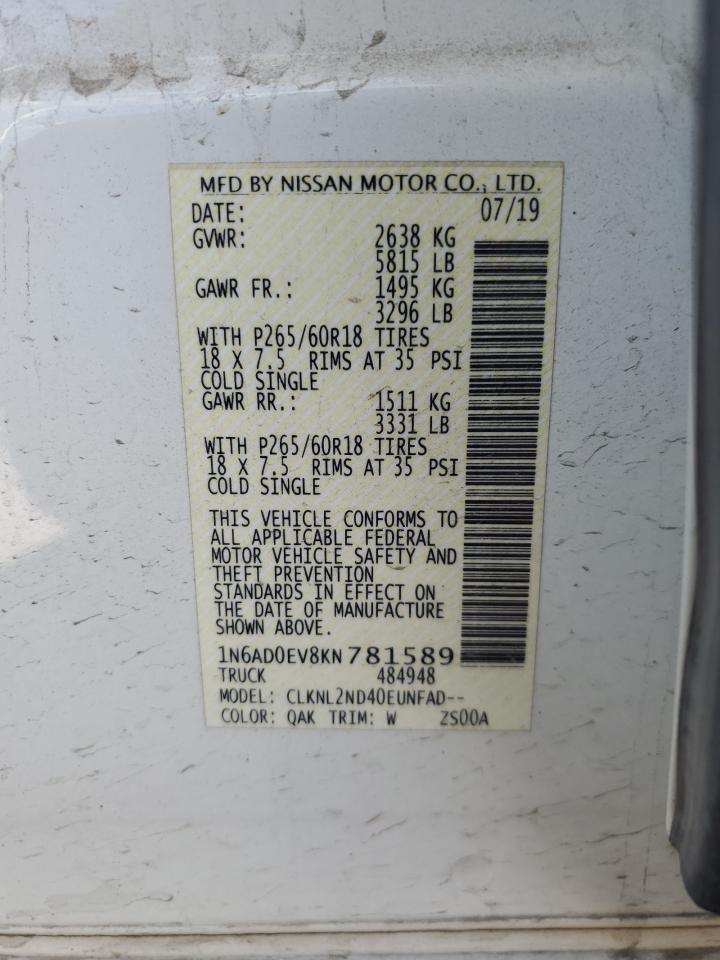 MFD BY NISSAN MOTOR CO., LTD.
DATE: 07/19
GVWR: 2638 KG
5815 LB
GAWR FR.: 1495 KG
3296 LB
WITH P265/60R18 TIRES
18 X 7.5 RIMS AT 35 PSI
COLD SINGLE
GAWR RR.: 1511 KG
3331 LB
WITH P265/60R18 TIRES
18 X 7.5 RIMS AT 35 PSI
COLD SINGLE
THIS VEHICLE CONFORMS TO
ALL APPLICABLE FEDERAL
MOTOR VEHICLE SAFETY AND
THEFT PREVENTION
STANDARDS IN EFFECT ON
THE DATE OF MANUFACTURE
SHOWN ABOVE.
1N6AD0EV8KN781589
TRUCK 484948
MODEL: CLKNL2ND40EUNFAD--
COLOR: QAK TRIM: W ZS00A